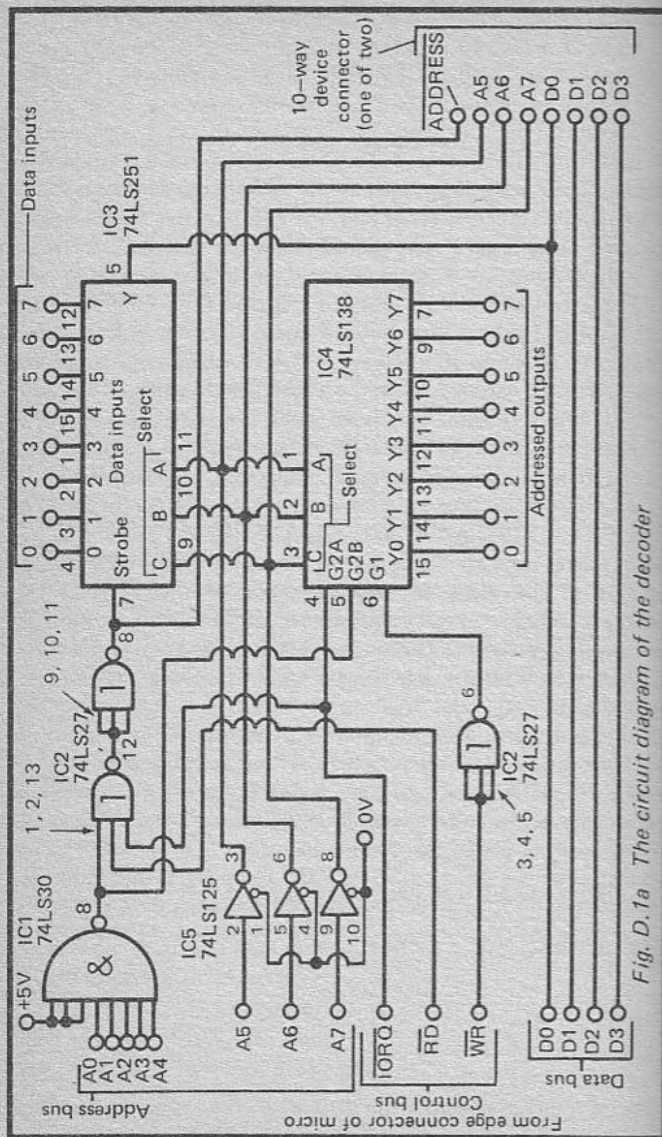 Data inputs
0 1 2 3 4 5 6 7
4 3 2 1 15 14 13 12
0 1 2 3 4 5 6 7
Data inputs
Strobe
7
Select
C B A
9 10 11
Y
5
IC3
74LS251
+5V
IC1
74LS30
&
8
A0
A1
A2
A3
A4
Address bus
1, 2, 13
IC2
74LS27
1
12
9, 10, 11
1
8
10-way
device
connector
(one of two)
ADDRESS
A5
A6
A7
D0
D1
D2
D3
IC5
74LS125
A5
2
3
1
A6
5
6
4
A7
9
8
10
0V
IC4
74LS138
3 2 1
C B A
Select
4
G2A
5
G2B
6
G1
Y0 Y1 Y2 Y3 Y4 Y5 Y6 Y7
15 14 13 12 11 10 9 7
0 1 2 3 4 5 6 7
Addressed outputs
IORQ
RD
WR
Control bus
From edge connector of micro
1
6
IC2
74LS27
3, 4, 5
D0
D1
D2
D3
Data bus
Fig. D.1a The circuit diagram of the decoder